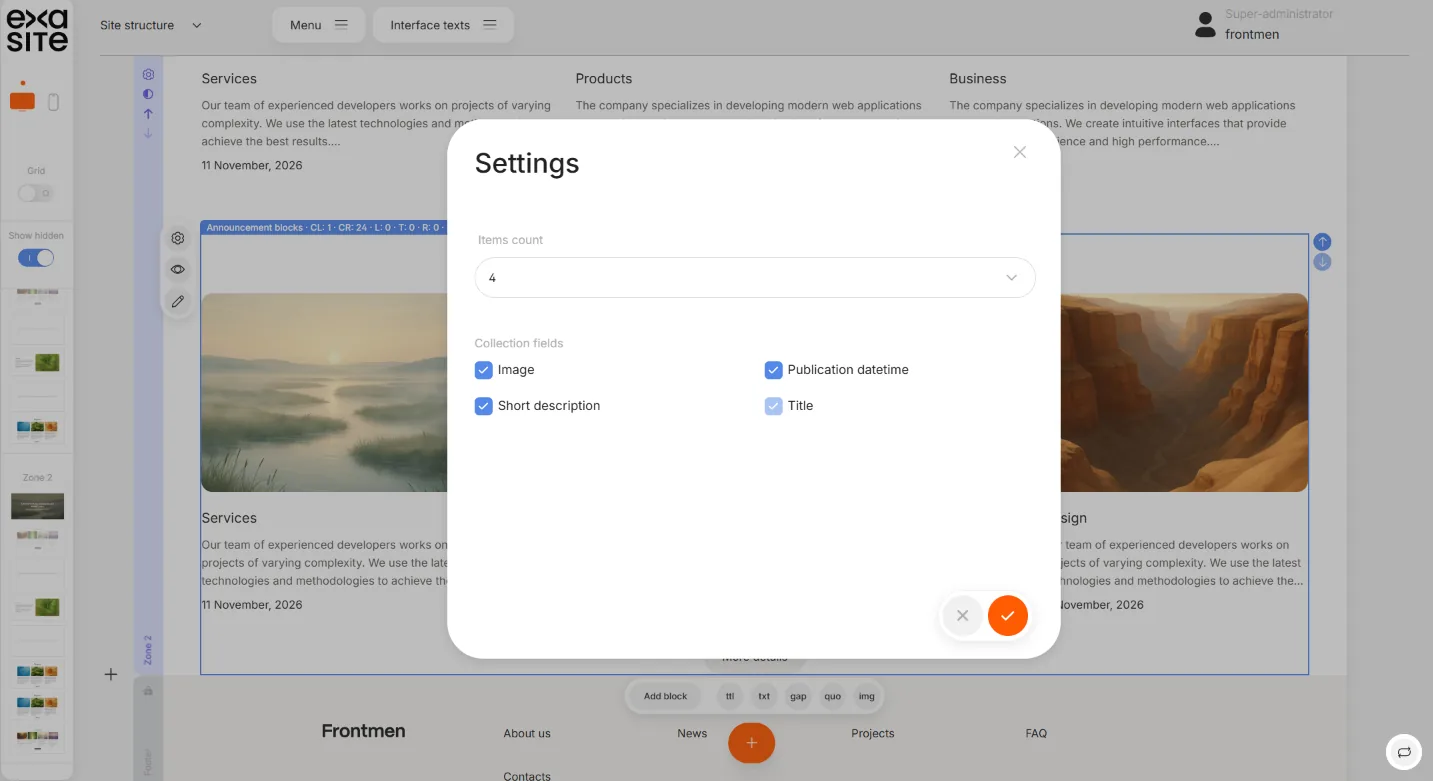 exa
SITE
Site structure
Menu
Interface texts
Super-administrator
frontmen
Grid
Show hidden
Zone 2
Services
Our team of experienced developers works on projects of varying
complexity. We use the latest technologies and
achieve the best results....
11 November, 2026
Products
The company specializes in developing modern web applications
Business
The company specializes in developing modern web applications
We create intuitive interfaces that provide
and high performance....
Announcement blocks · CL: 1 · CR: 24 · L: 0 · T: 0 · R: 0 ·
Settings
Items count
4
Collection fields
Image
Publication datetime
Short description
Title
Services
Our team of experienced developers works on
projects of varying complexity. We use the
technologies and methodologies to achieve
11 November, 2026
sign
team of experienced developers works on
of varying complexity. We use the latest
and methodologies to achieve the...
2026
More details
Zone 2
Add block
ttl
txt
gap
quo
img
Footer
Frontmen
About us
News
Projects
FAQ
Contacts